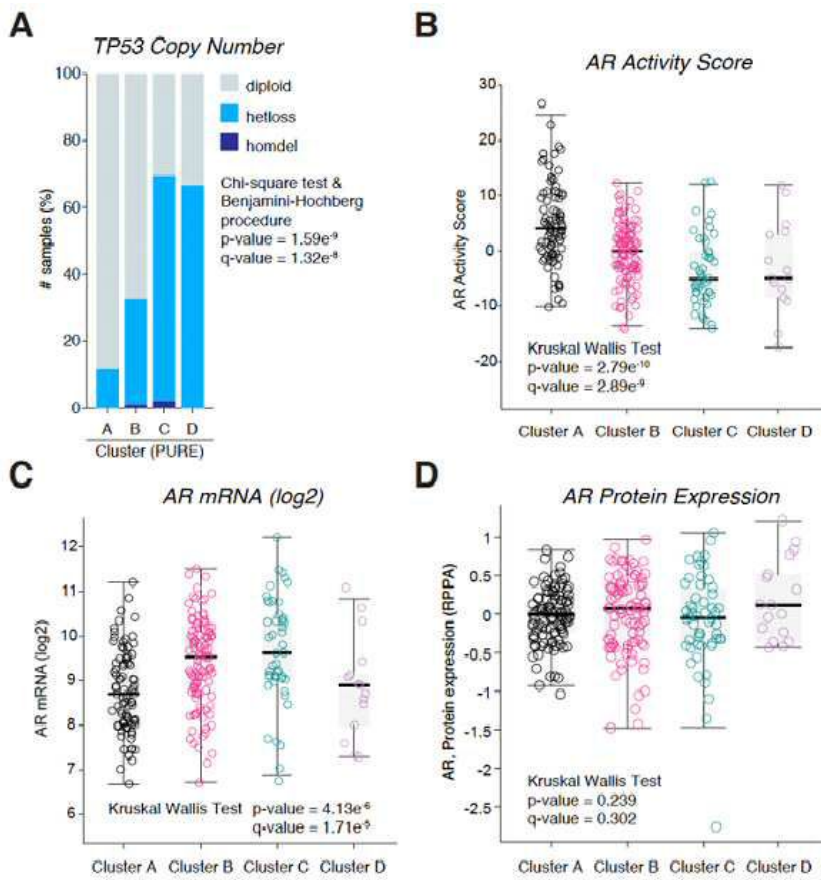 A
TP53 Copy Number
100
80
60
40
20
0
# samples (%)
A B C D
Cluster (PURE)
diploid
hetloss
homdel
Chi-square test &
Benjamini-Hochberg
procedure
p-value = 1.59e-9
q-value = 1.32e-8
B
AR Activity Score
30
20
10
0
-10
-20
AR Activity Score
Kruskal Wallis Test
p-value = 2.79e-10
q-value = 2.89e-9
Cluster A Cluster B Cluster C Cluster D
C
AR mRNA (log2)
12
11
10
9
8
7
6
AR mRNA (log2)
Kruskal Wallis Test p-value = 4.13e-6
q-value = 1.71e-5
Cluster A Cluster B Cluster C Cluster D
D
AR Protein Expression
1
0.5
0
-0.5
-1
-1.5
-2
-2.5
AR. Protein expression (RPPA)
Kruskal Wallis Test
p-value = 0.239
q-value = 0.302
Cluster A Cluster B Cluster C Cluster D